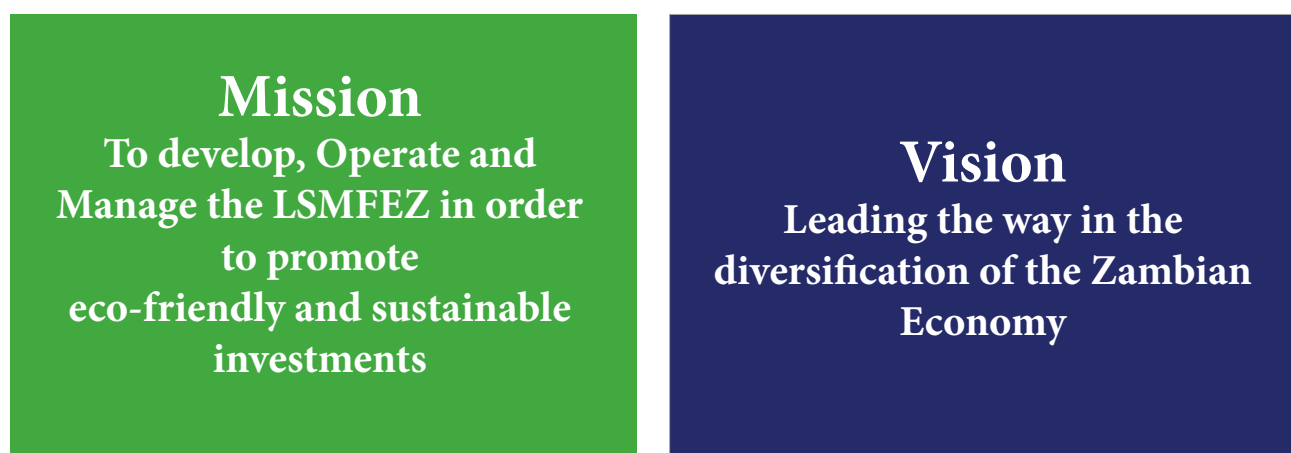 Mission
To develop, Operate and
Manage the LSMFEZ in order
to promote
eco-friendly and sustainable
investments
Vision
Leading the way in the
diversification of the Zambian
Economy